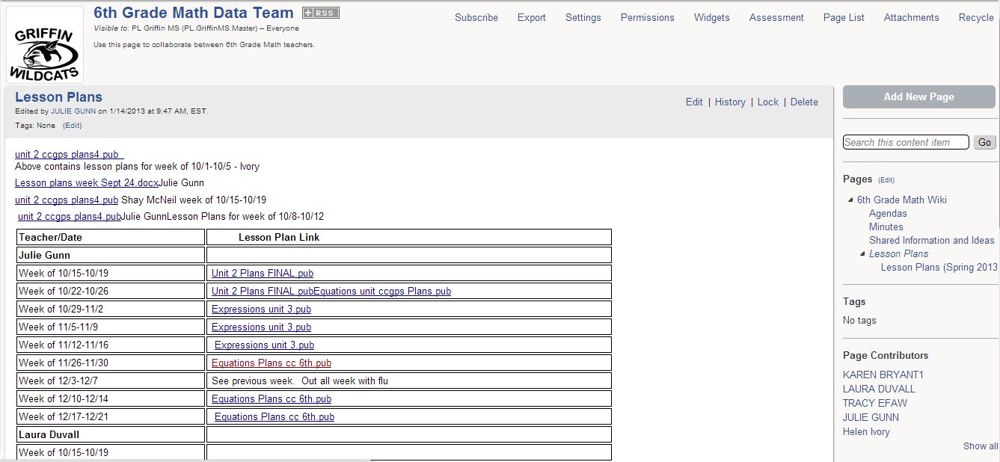 GRIFFIN
WILDCATS
6th Grade Math Data Team + RSS
Visible to: PL Griffin MS (PL.GriffinMS.Master) – Everyone
Use this page to collaborate between 6th Grade Math teachers.
Subscribe Export Settings Permissions Widgets Assessment Page List Attachments Recycle
Lesson Plans
Edited by JULIE GUNN on 1/14/2013 at 9:47 AM, EST.
Tags: None (Edit)
Edit | History | Lock | Delete
unit 2 ccgps plans4.pub
Above contains lesson plans for week of 10/1-10/5 - Ivory
Lesson plans week Sept 24.docxJulie Gunn
unit 2 ccgps plans4.pub Shay McNeil week of 10/15-10/19
unit 2 ccgps plans4.pubJulie GunnLesson Plans for week of 10/8-10/12
Teacher/Date Lesson Plan Link
Julie Gunn
Week of 10/15-10/19 Unit 2 Plans FINAL.pub
Week of 10/22-10/26 Unit 2 Plans FINAL.pubEquations unit ccgps Plans.pub
Week of 10/29-11/2 Expressions unit 3.pub
Week of 11/5-11/9 Expressions unit 3.pub
Week of 11/12-11/16 Expressions unit 3.pub
Week of 11/26-11/30 Equations Plans cc 6th.pub
Week of 12/3-12/7 See previous week. Out all week with flu
Week of 12/10-12/14 Equations Plans cc 6th.pub
Week of 12/17-12/21 Equations Plans cc 6th.pub
Laura Duvall
Week of 10/15-10/19
Add New Page
Search this content item Go
Pages (Edit)
6th Grade Math Wiki
Agendas
Minutes
Shared Information and Ideas
Lesson Plans
Lesson Plans (Spring 2013
Tags
No tags
Page Contributors
KAREN BRYANT1
LAURA DUVALL
TRACY EFAW
JULIE GUNN
Helen Ivory
Show all